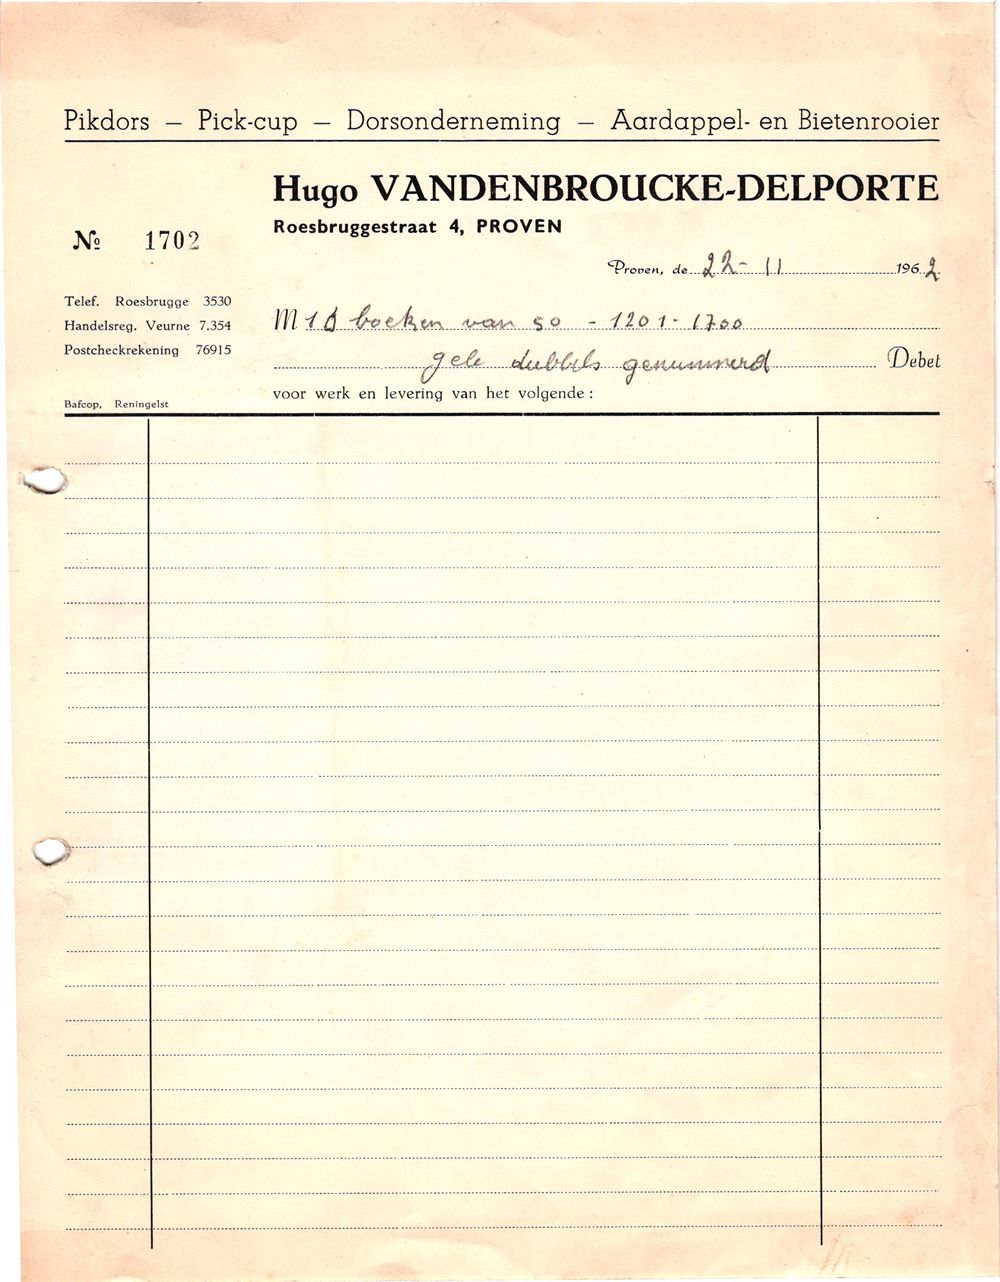 Pikdors — Pick-cup — Dorsonderneming — Aardappel- en Bietenrooier
Hugo VANDENBROUCKE-DELPORTE
Roesbruggestraat 4, PROVEN
№ 1702
Proven, de 22-11 1962
Telef. Roesbrugge 3530
Handelsreg. Veurne 7.354
Postcheckrekening 76915
M 10 boeken van 50 - 1201-1700
gele dubbels genummerd Debet
voor werk en levering van het volgende :
Bafcop, Reningelst